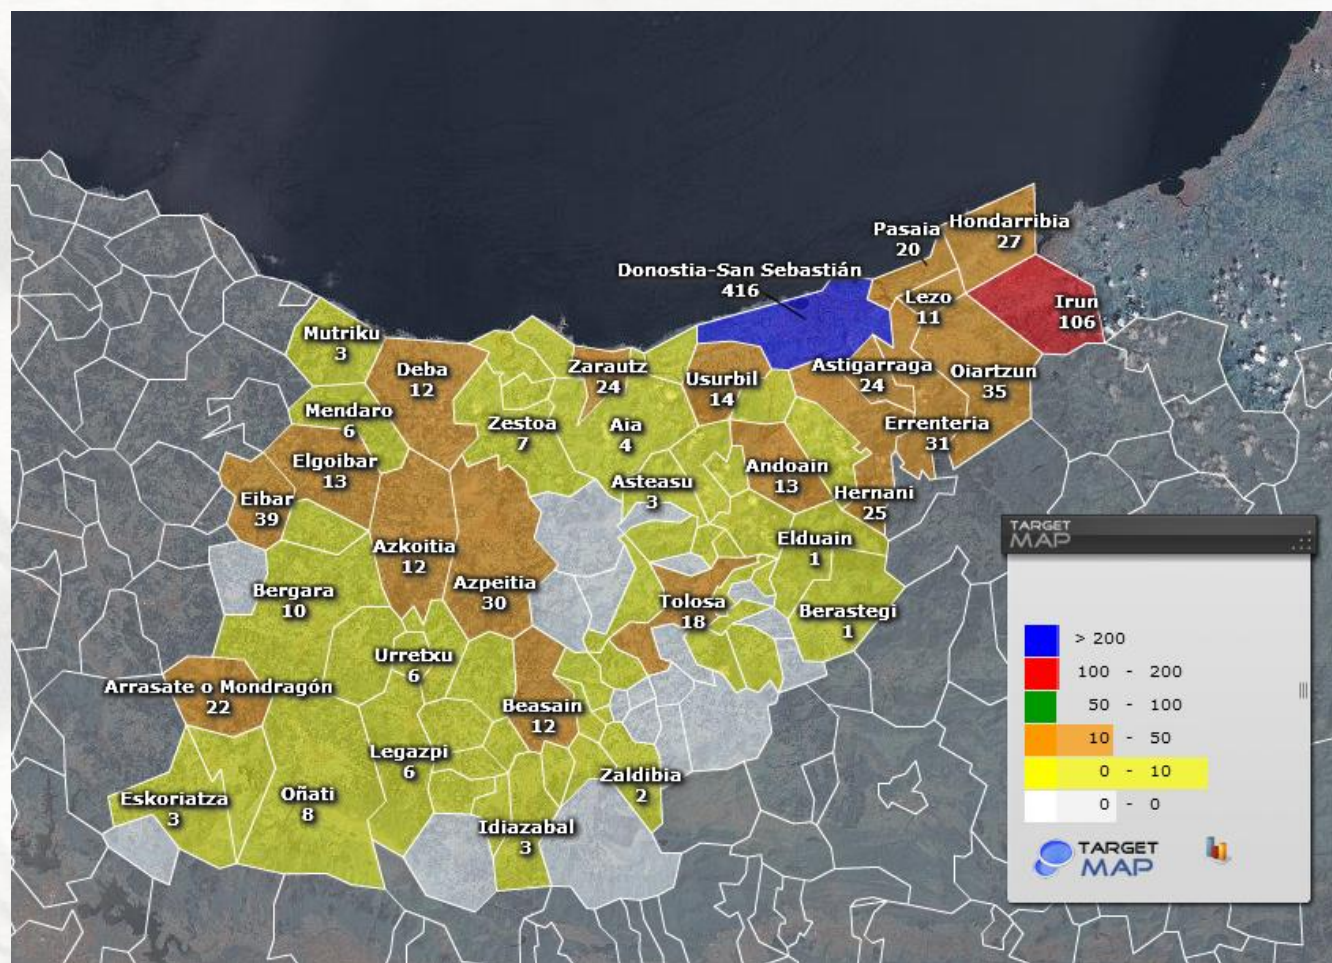 Hondarribia
27
Pasaia
20
Donostia-San Sebastián
416
Lezo
11
Irun
106
Mutriku
3
Deba
12
Zarautz
24
Usurbil
14
Astigarraga
24
Oiartzun
35
Mendaro
6
Zestoa
7
Aia
4
Errenteria
31
Elgoibar
13
Asteasu
3
Andoain
13
Hernani
25
Eibar
39
Azkoitia
12
Elduain
1
Bergara
10
Azpeitia
30
Tolosa
18
Berastegi
1
Urretxu
6
Arrasate o Mondragón
22
Beasain
12
Legazpi
6
Zaldibia
2
Eskoriatza
3
Oñati
8
Idiazabal
3
TARGET
MAP
> 200
100 - 200
50 - 100
10 - 50
0 - 10
0 - 0
TARGET
MAP